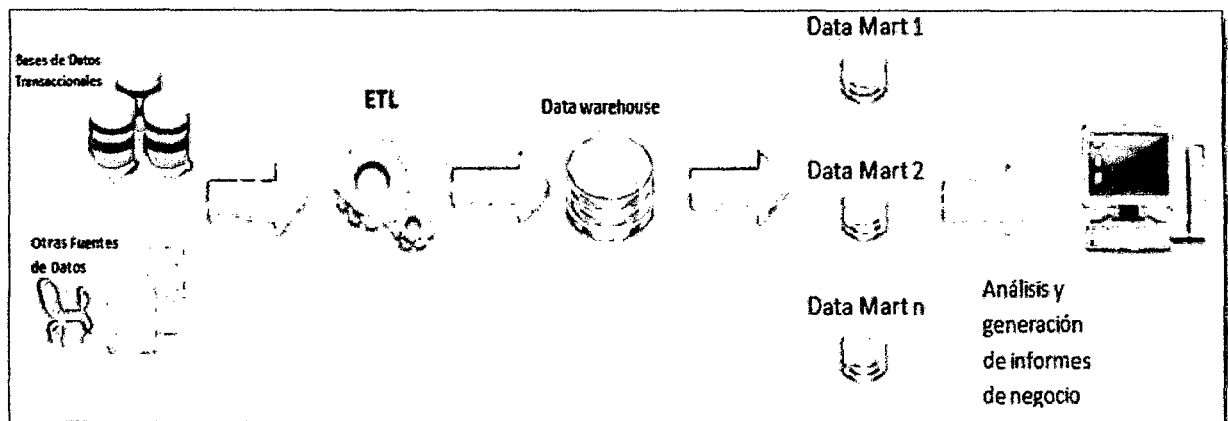 Bases de Datos
Transaccionales
ETL
Data warehouse
Data Mart 1
Data Mart 2
Data Mart n
Otras Fuentes
de Datos
Análisis y
generación
de informes
de negocio